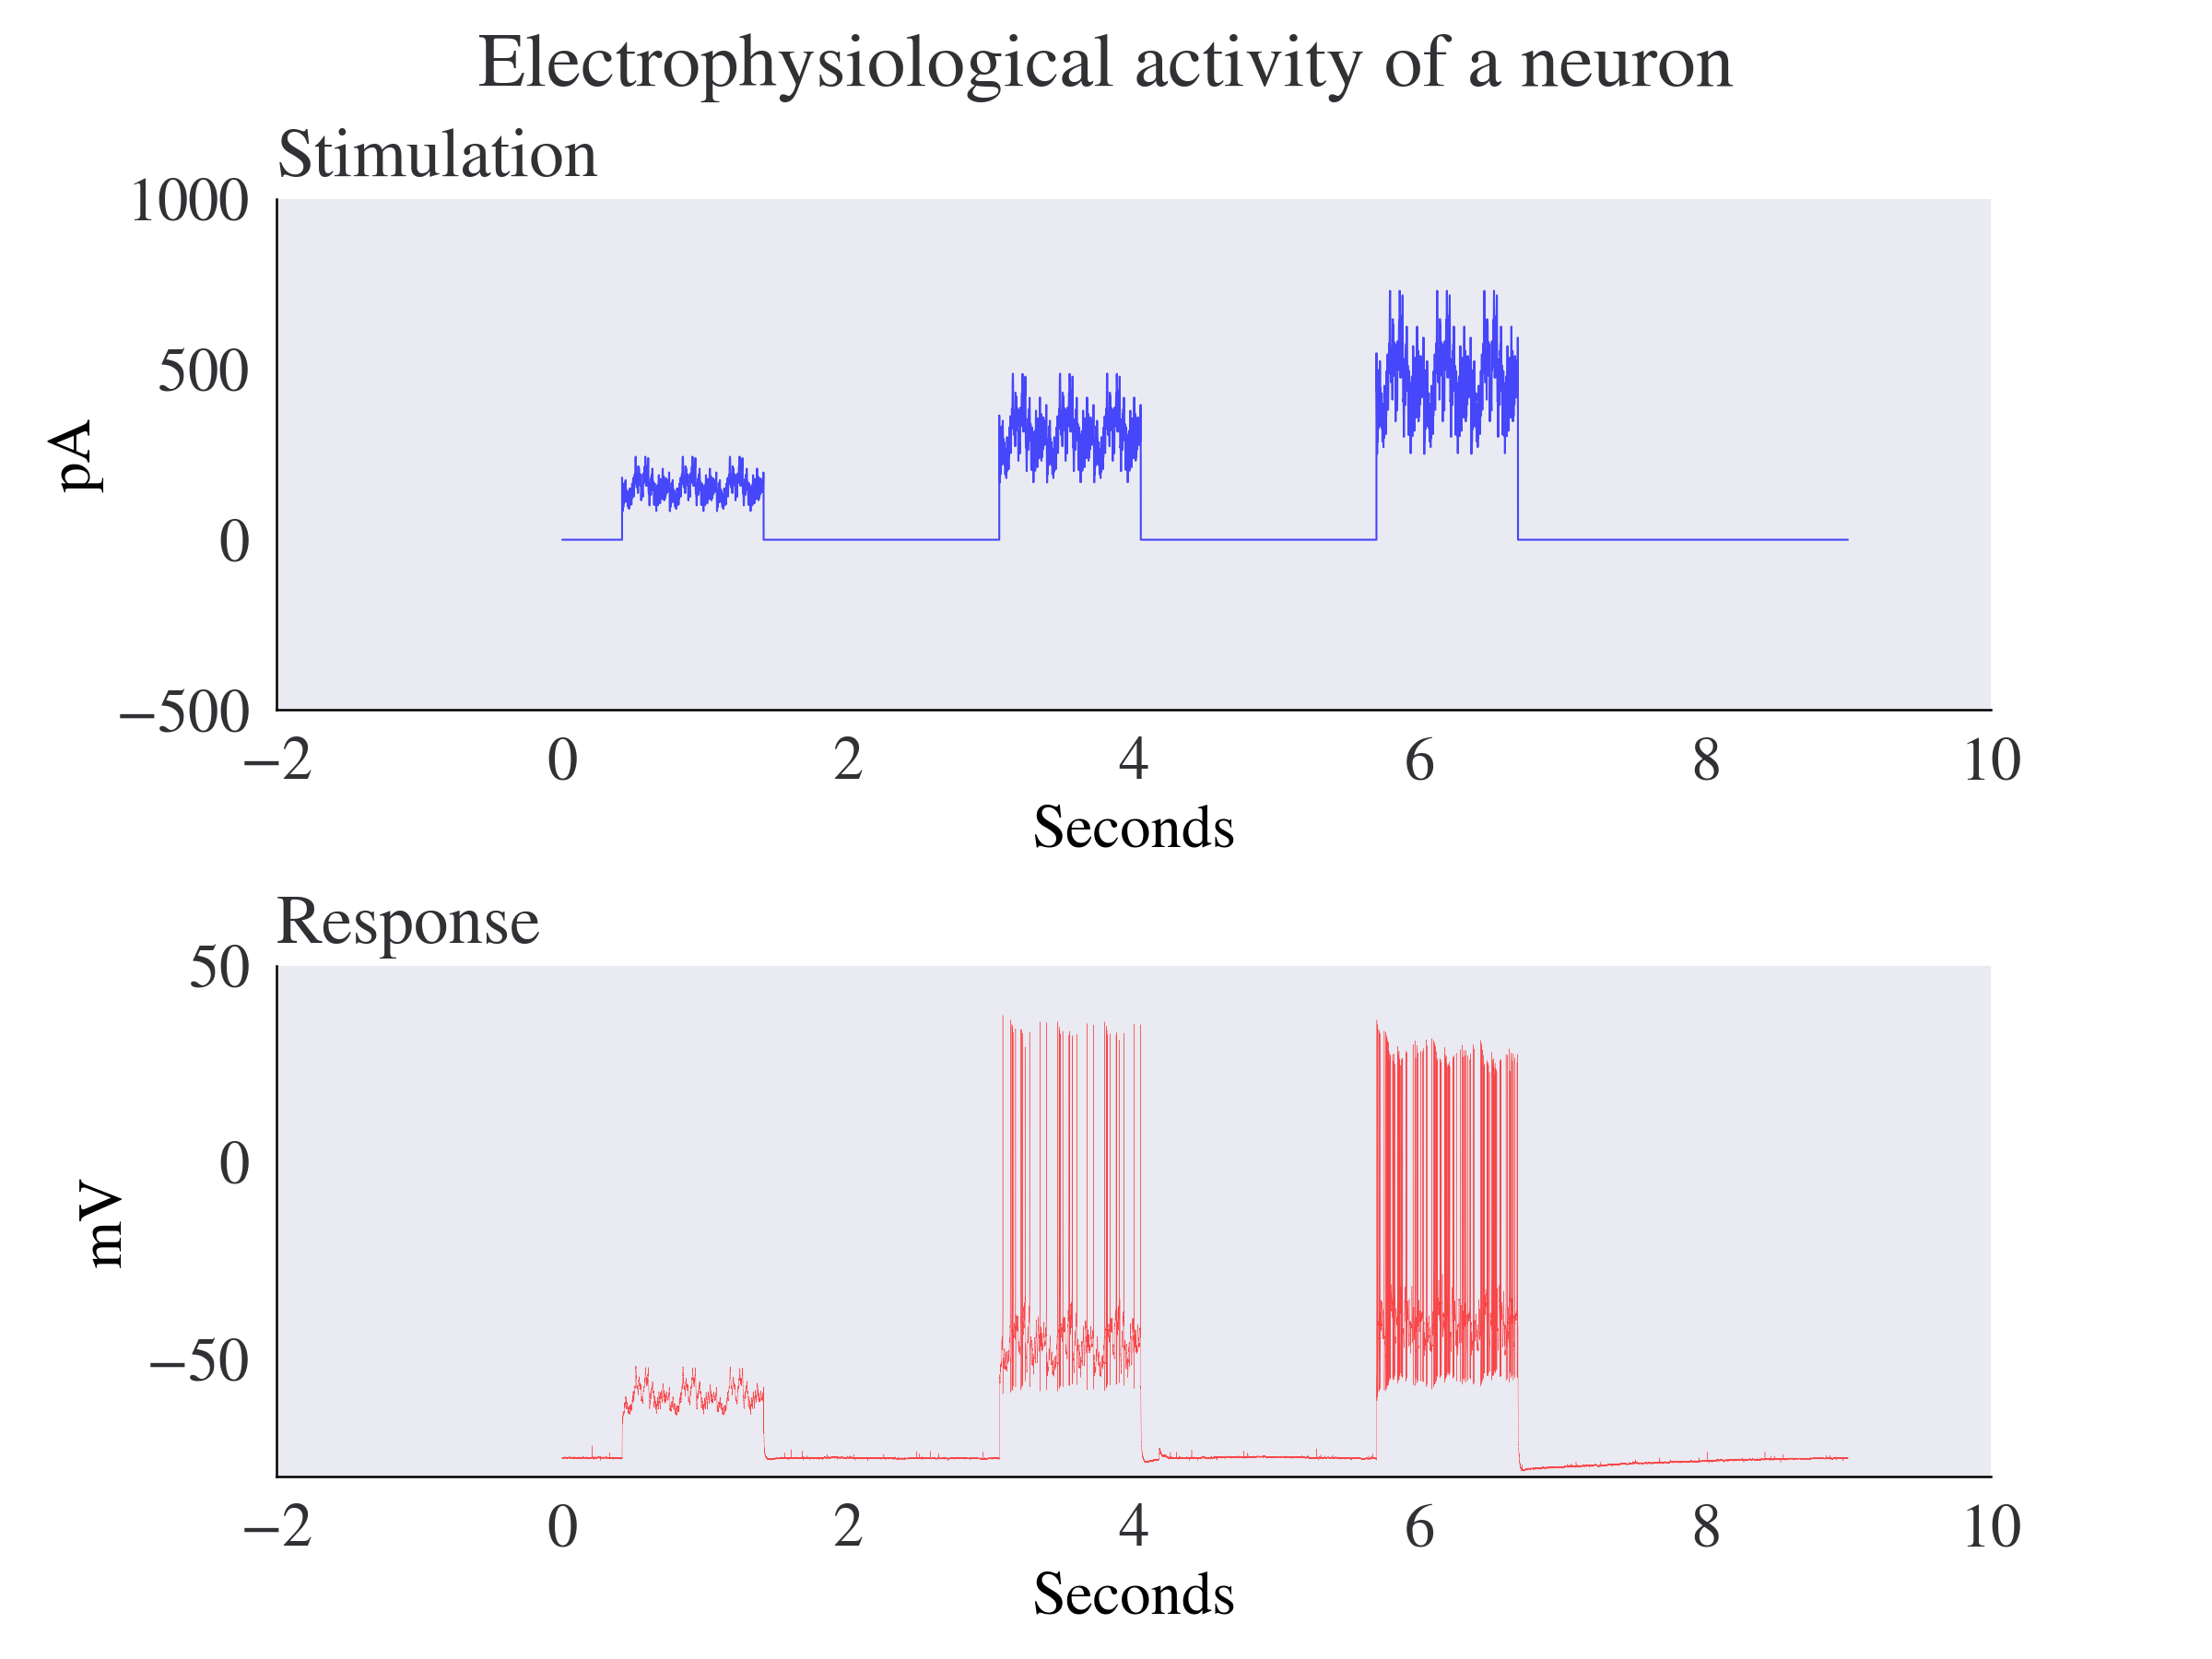 Electrophysiological activity of a neuron
Stimulation
1000
500
0
−500
pA
−2 0 2 4 6 8 10
Seconds
Response
50
0
−50
mV
−2 0 2 4 6 8 10
Seconds